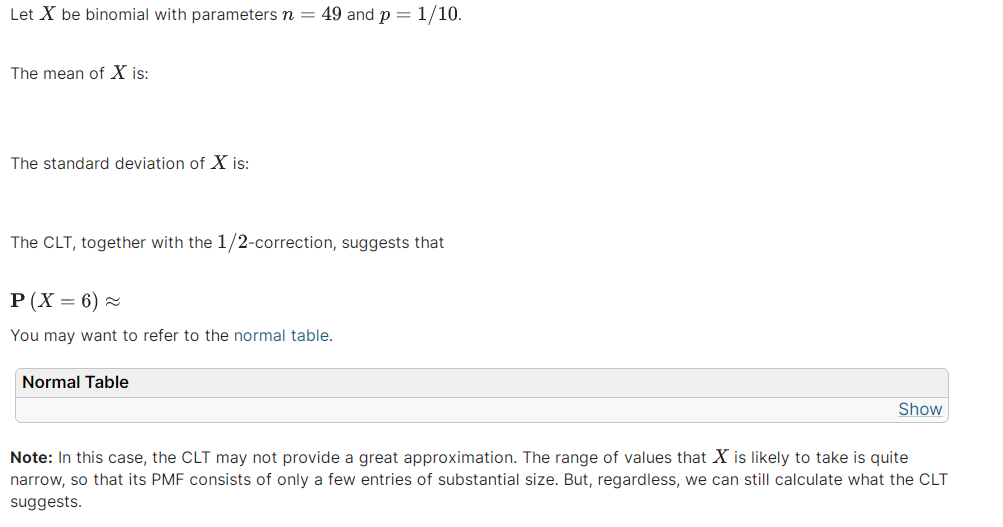 Let X be binomial with parameters n = 49 and p = 1/10.
The mean of X is:
The standard deviation of X is:
The CLT, together with the 1/2-correction, suggests that
P (X = 6) ≈
You may want to refer to the normal table.
Normal Table
Show
Note: In this case, the CLT may not provide a great approximation. The range of values that X is likely to take is quite
narrow, so that its PMF consists of only a few entries of substantial size. But, regardless, we can still calculate what the CLT
suggests.